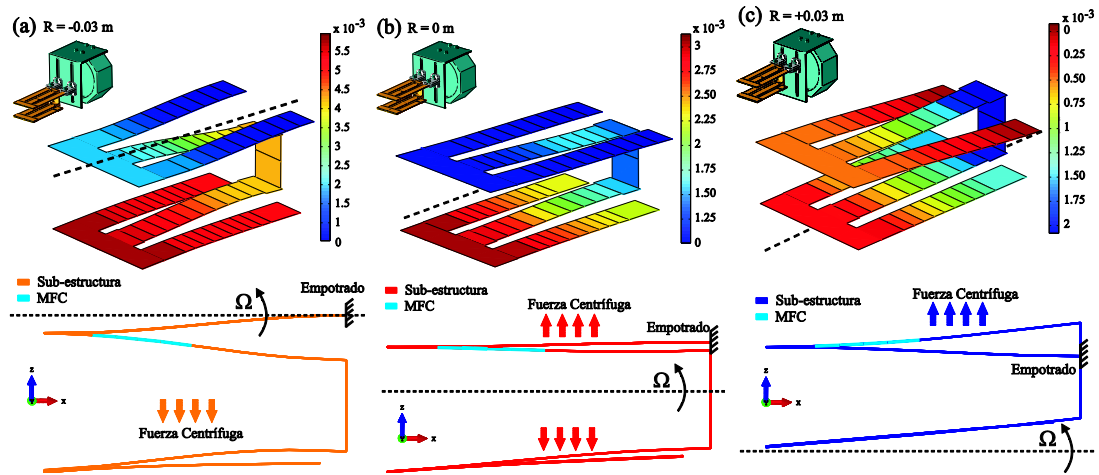 (a) R = -0.03 m
x 10⁻³
5.5
5
4.5
4
3.5
3
2.5
2
1.5
1
0.5
0
Sub-estructura
MFC
Ω
Empotrado
z
x
Fuerza Centrífuga
(b) R = 0 m
x 10⁻³
3
2.75
2.5
2.25
2
1.75
1.50
1.25
0
Sub-estructura
MFC
Fuerza Centrífuga
Empotrado
Ω
z
x
(c) R = +0.03 m
x 10⁻³
0
0.25
0.50
0.75
1
1.25
1.50
1.75
2
Sub-estructura
MFC
Fuerza Centrífuga
Empotrado
z
x
Ω